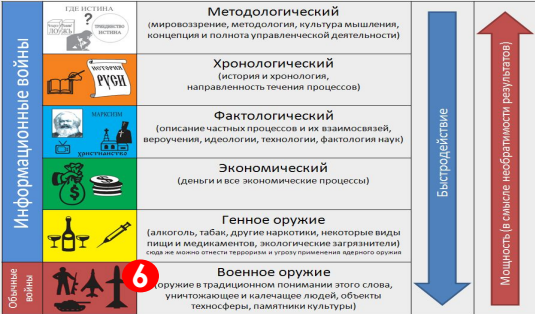 Информационные войны
ГДЕ ИСТИНА
ТОЖДЕСТВО
ИСТИНА
Методологический
(мировоззрение, методология, культура мышления,
концепция и полнота управленческой деятельности)
ИСТОРИЯ
РУСИ
Хронологический
(история и хронология,
направленность течения процессов)
МАРКСИЗМ
ХРИСТИАНСТВО
Фактологический
(описание частных процессов и их взаимосвязей,
вероучения, идеологии, технологии, фактология наук)
Экономический
(деньги и все экономические процессы)
Генное оружие
(алкоголь, табак, другие наркотики, некоторые виды
пищи и медикаментов, экологические загрязнители)
сюда же можно отнести терроризм и угрозу применения ядерного оружия
Обычные
войны
6
Военное оружие
(оружие в традиционном понимании этого слова,
уничтожающее и калечащее людей, объекты
техносферы, памятники культуры)
Быстродействие
Мощность (в смысле необратимости результатов)